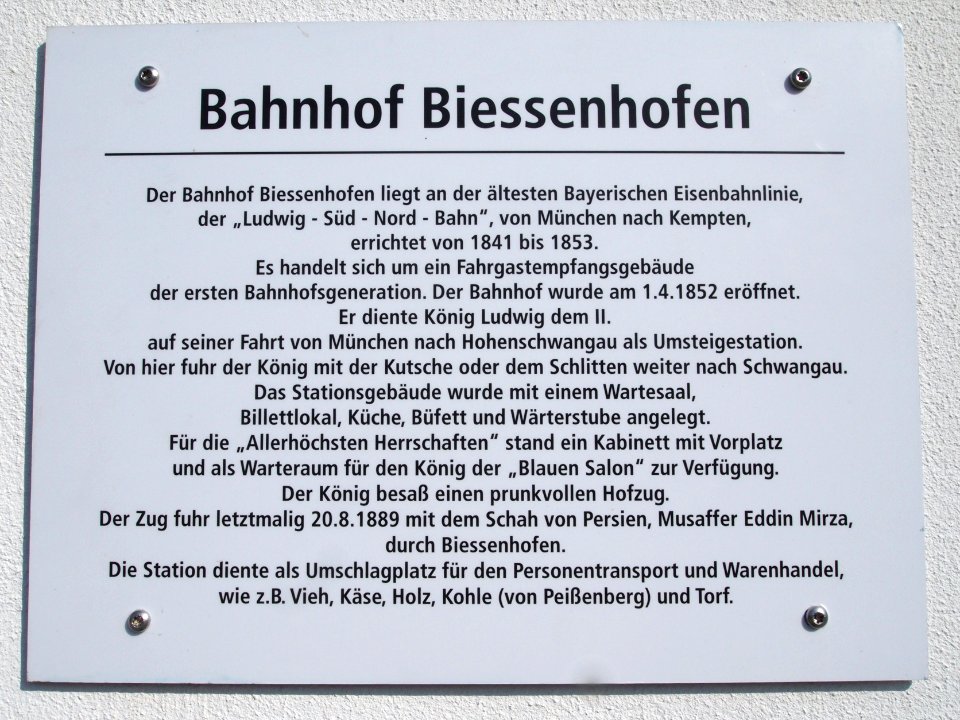 Bahnhof Biessenhofen
Der Bahnhof Biessenhofen liegt an der ältesten Bayerischen Eisenbahnlinie,
der „Ludwig - Süd - Nord - Bahn“, von München nach Kempten,
errichtet von 1841 bis 1853.
Es handelt sich um ein Fahrgastempfangsgebäude
der ersten Bahnhofsgeneration. Der Bahnhof wurde am 1.4.1852 eröffnet.
Er diente König Ludwig dem II.
auf seiner Fahrt von München nach Hohenschwangau als Umsteigestation.
Von hier fuhr der König mit der Kutsche oder dem Schlitten weiter nach Schwangau.
Das Stationsgebäude wurde mit einem Wartesaal,
Billettlokal, Küche, Büfett und Wärterstube angelegt.
Für die „Allerhöchsten Herrschaften“ stand ein Kabinett mit Vorplatz
und als Warteraum für den König der „Blauen Salon“ zur Verfügung.
Der König besaß einen prunkvollen Hofzug.
Der Zug fuhr letztmalig 20.8.1889 mit dem Schah von Persien, Musaffer Eddin Mirza,
durch Biessenhofen.
Die Station diente als Umschlagplatz für den Personentransport und Warenhandel,
wie z.B. Vieh, Käse, Holz, Kohle (von Peißenberg) und Torf.